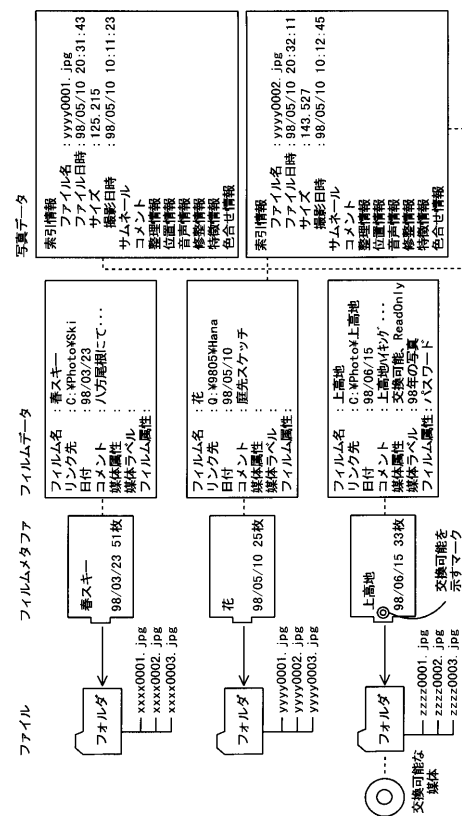 ファイル
フィルムメタファ
フィルムデータ
写真データ
フォルダ
xxxx0001. jpg
xxxx0002. jpg
xxxx0003. jpg
春スキー
98/03/23 51枚
フィルム名 : 春スキー
リンク先 : C:¥Photo¥Ski
日付 : 98/03/23
コメント : 八方尾根にて・・・
媒体属性 :
媒体ラベル :
フィルム属性:
フォルダ
yyyy0001. jpg
yyyy0002. jpg
yyyy0003. jpg
花
98/05/10 25枚
フィルム名 : 花
リンク先 : Q:¥9805¥Hana
日付 : 98/05/10
コメント : 庭先スケッチ
媒体属性 :
媒体ラベル :
フィルム属性:
交換可能な
媒体
フォルダ
zzzz0001. jpg
zzzz0002. jpg
zzzz0003. jpg
上高地
98/06/15 33枚
交換可能を
示すマーク
フィルム名 : 上高地
リンク先 : C:¥Photo¥上高地
日付 : 98/06/15
コメント : 上高地ハイキング・・・
媒体属性 : 交換可能、ReadOnly
媒体ラベル : 98年の写真
フィルム属性: パスワード
索引情報
ファイル名 : yyyy0001. jpg
ファイル日時 : 98/05/10 20:31:43
サイズ : 125. 215
撮影日時 : 98/05/10 10:11:23
サムネール
コメント
整理情報
位置情報
音声情報
修整情報
特徴情報
色合せ情報
索引情報
ファイル名 : yyyy0002. jpg
ファイル日時 : 98/05/10 20:32:11
サイズ : 143. 527
撮影日時 : 98/05/10 10:12:45
サムネール
コメント
整理情報
位置情報
音声情報
修整情報
特徴情報
色合せ情報